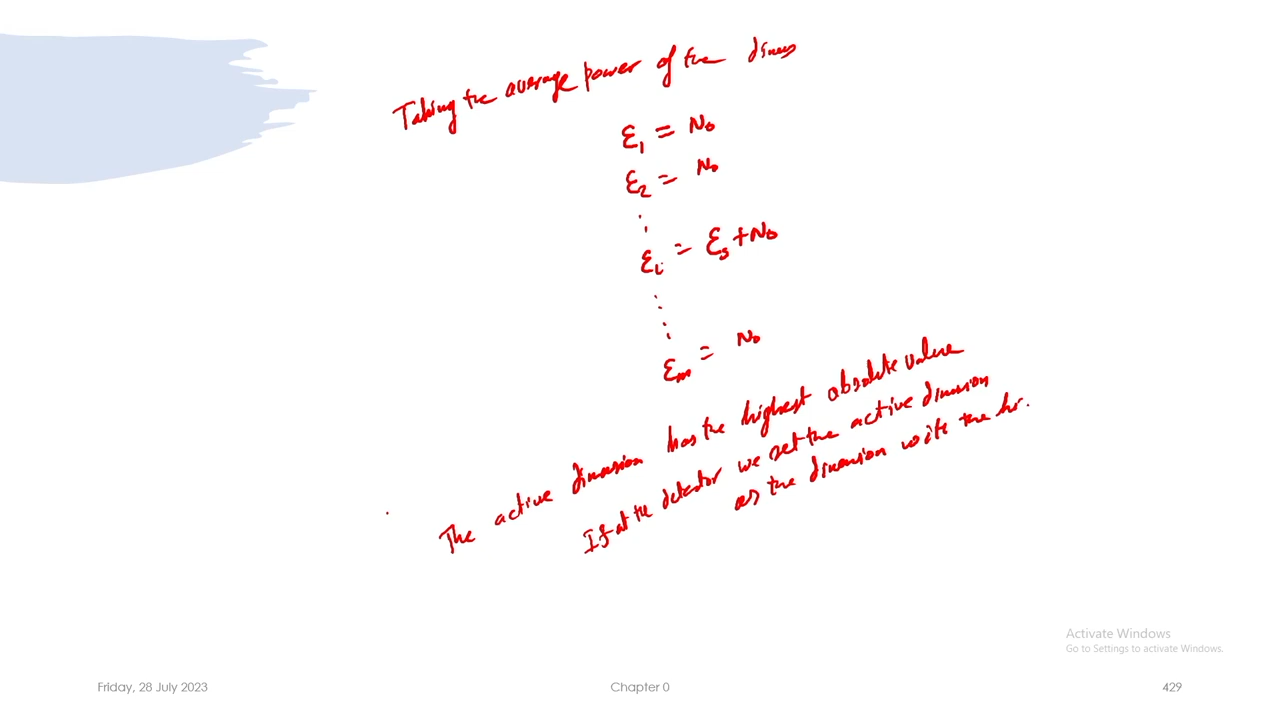 Taking the average power of the
ε₁ = N₀
ε₂ = N₀
⋮
εᵢ = εₛ + N₀
⋮
εₘ = N₀
The active dimension has the highest absolute value
If at the detector we set the active dimension
as the dimension with the
Activate Windows
Go to Settings to activate Windows.
Friday, 28 July 2023
Chapter 0
429